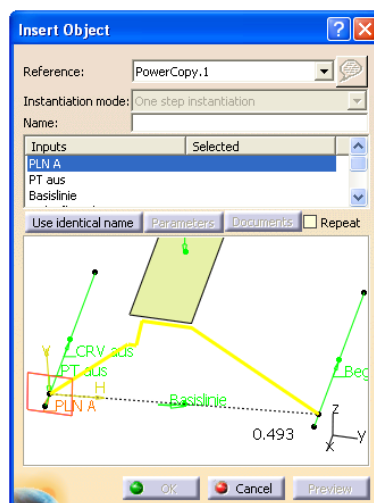 Insert Object
Reference: PowerCopy.1
Instantiation mode: One step instantiation
Name:
Inputs Selected
PLN A
PT aus
Basislinie
Use identical name Parameters Documents Repeat
CRV aus
PT aus
Y
H
PLN A
Basislinie
Beg
0.493
z
y
x
OK Cancel Preview